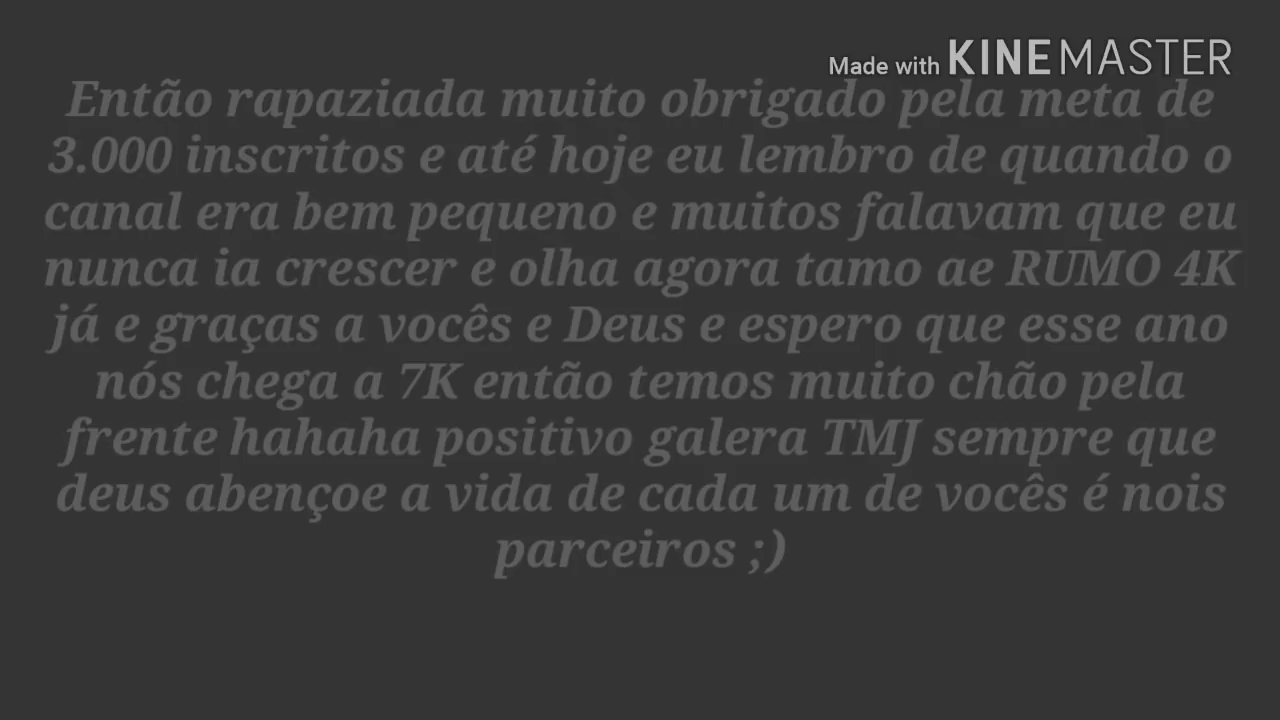 Made with KINEMASTER
Então rapaziada muito obrigado pela meta de
3.000 inscritos e até hoje eu lembro de quando o
canal era bem pequeno e muitos falavam que eu
nunca ia crescer e olha agora tamo ae RUMO 4K
já e graças a vocês e Deus e espero que esse ano
nós chega a 7K então temos muito chão pela
frente hahaha positivo galera TMJ sempre que
deus abençoe a vida de cada um de vocês é nois
parceiros ;)